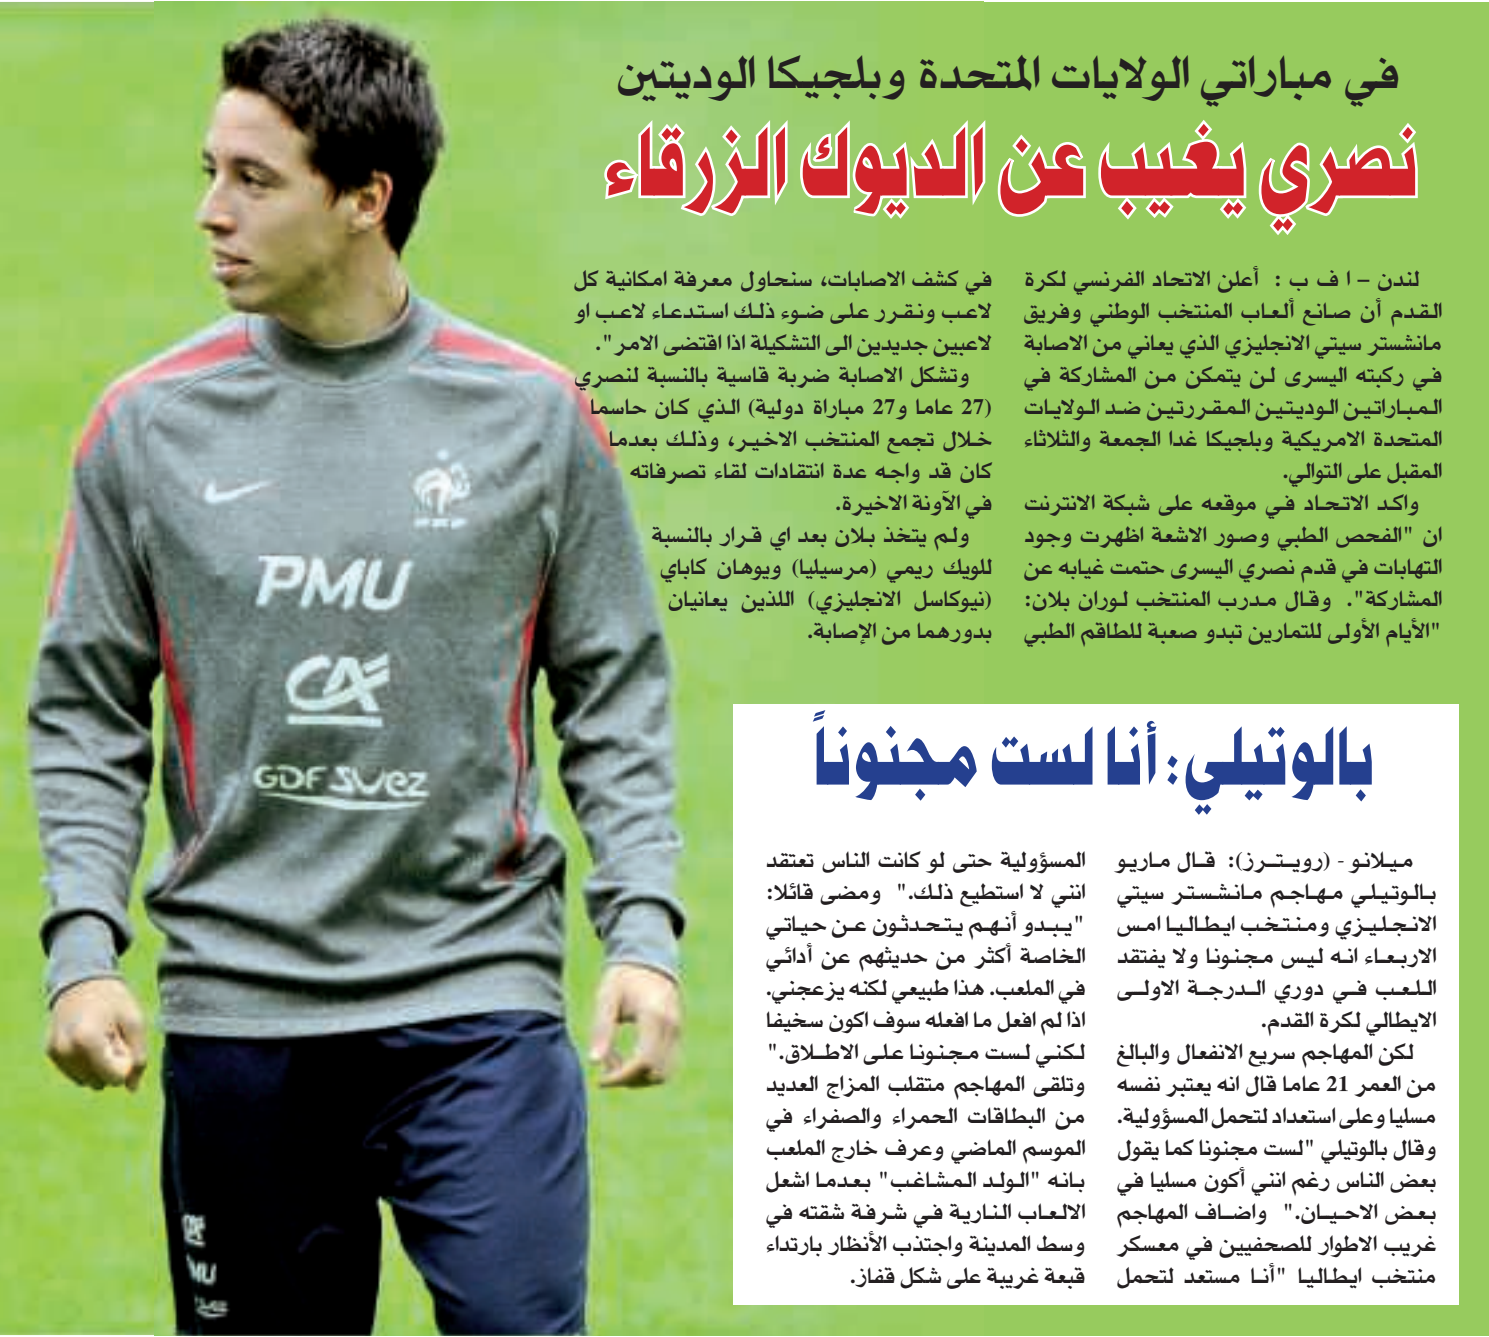 في مباراتي الولايات المتحدة وبلجيكا الوديتين
نصري يغيب عن الديوك الزرقاء
لندن – ا ف ب : أعلن الاتحاد الفرنسي لكرة
القدم أن صانع ألعاب المنتخب الوطني وفريق
مانشستر سيتي الانجليزي الذي يعاني من الاصابة
في ركبته اليسرى لن يتمكن من المشاركة في
المباراتين الوديتين المقررتين ضد الولايات
المتحدة الامريكية وبلجيكا غدا الجمعة والثلاثاء
المقبل على التوالي.
واكد الاتحاد في موقعه على شبكة الانترنت
ان "الفحص الطبي وصور الاشعة اظهرت وجود
التهابات في قدم نصري اليسرى حتمت غيابه عن
المشاركة". وقال مدرب المنتخب لوران بلان:
"الأيام الأولى للتمارين تبدو صعبة للطاقم الطبي
في كشف الاصابات، سنحاول معرفة امكانية كل
لاعب ونقرر على ضوء ذلك استدعاء لاعب او
لاعبين جديدين الى التشكيلة اذا اقتضى الامر".
وتشكل الاصابة ضربة قاسية بالنسبة لنصري
(27 عاما و27 مباراة دولية) الذي كان حاسما
خلال تجمع المنتخب الاخير، وذلك بعدما
كان قد واجه عدة انتقادات لقاء تصرفاته
في الآونة الاخيرة.
ولم يتخذ بلان بعد اي قرار بالنسبة
للويك ريمي (مرسيليا) ويوهان كاباي
(نيوكاسل الانجليزي) اللذين يعانيان
بدورهما من الإصابة.
بالوتيلي: أنا لست مجنوناً
ميلانو - (رويترز): قال ماريو
بالوتيلي مهاجم مانشستر سيتي
الانجليزي ومنتخب ايطاليا امس
الاربعاء انه ليس مجنونا ولا يفتقد
اللعب في دوري الدرجة الاولى
الايطالي لكرة القدم.
لكن المهاجم سريع الانفعال والبالغ
من العمر 21 عاما قال انه يعتبر نفسه
مسليا وعلى استعداد لتحمل المسؤولية.
وقال بالوتيلي "لست مجنونا كما يقول
بعض الناس رغم انني أكون مسليا في
بعض الاحيان." واضاف المهاجم
غريب الاطوار للصحفيين في معسكر
منتخب ايطاليا "أنا مستعد لتحمل
المسؤولية حتى لو كانت الناس تعتقد
انني لا استطيع ذلك." ومضى قائلا:
"يبدو أنهم يتحدثون عن حياتي
الخاصة أكثر من حديثهم عن أدائي
في الملعب. هذا طبيعي لكنه يزعجني.
اذا لم افعل ما افعله سوف اكون سخيفا
لكني لست مجنونا على الاطلاق."
وتلقى المهاجم متقلب المزاج العديد
من البطاقات الحمراء والصفراء في
الموسم الماضي وعرف خارج الملعب
بانه "الولد المشاغب" بعدما اشعل
الالعاب النارية في شرفة شقته في
وسط المدينة واجتذب الأنظار بارتداء
قبعة غريبة على شكل قفاز.
PMU
CA
GDF SUEZ